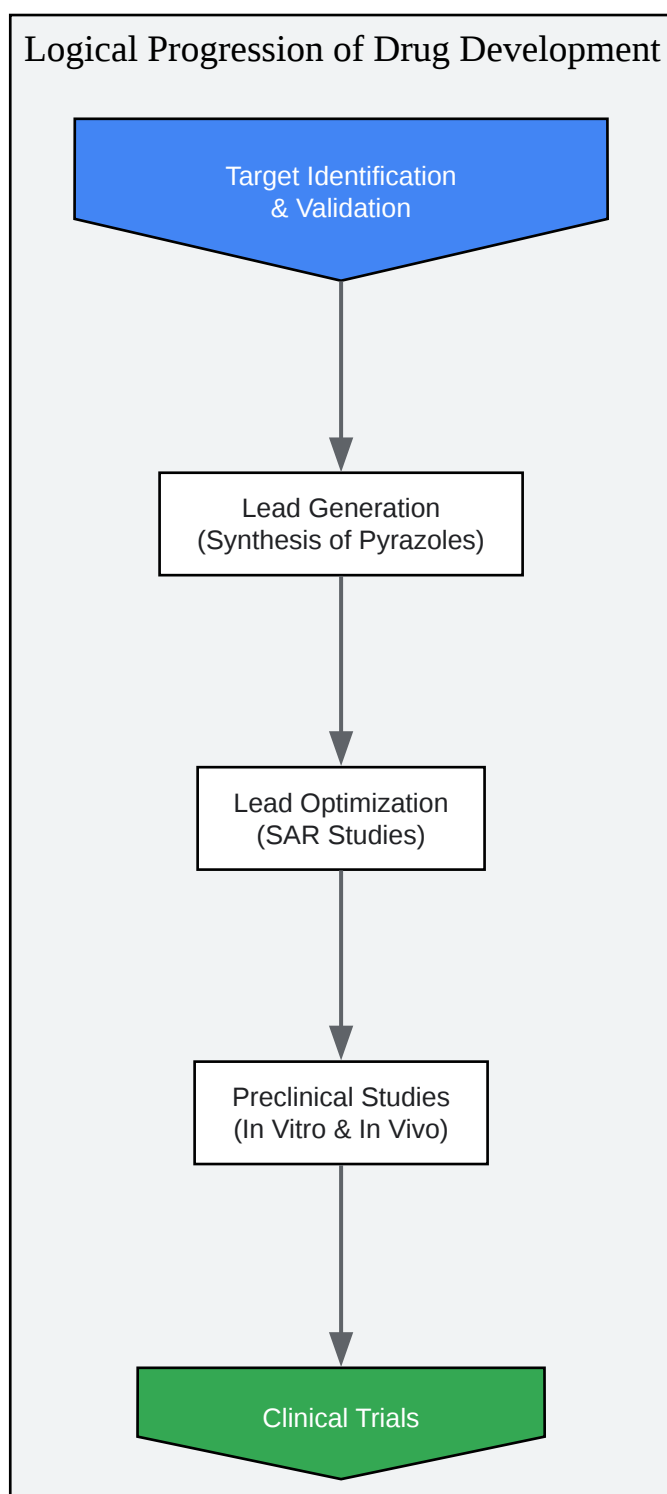 Logical Progression of Drug Development
Target Identification
& Validation
Lead Generation
(Synthesis of Pyrazoles)
Lead Optimization
(SAR Studies)
Preclinical Studies
(In Vitro & In Vivo)
Clinical Trials